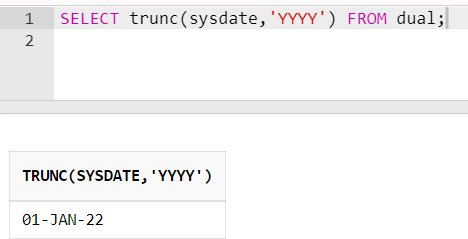 1 SELECT trunc(sysdate,'YYYY') FROM dual;
2
TRUNC(SYSDATE,'YYYY')
01-JAN-22